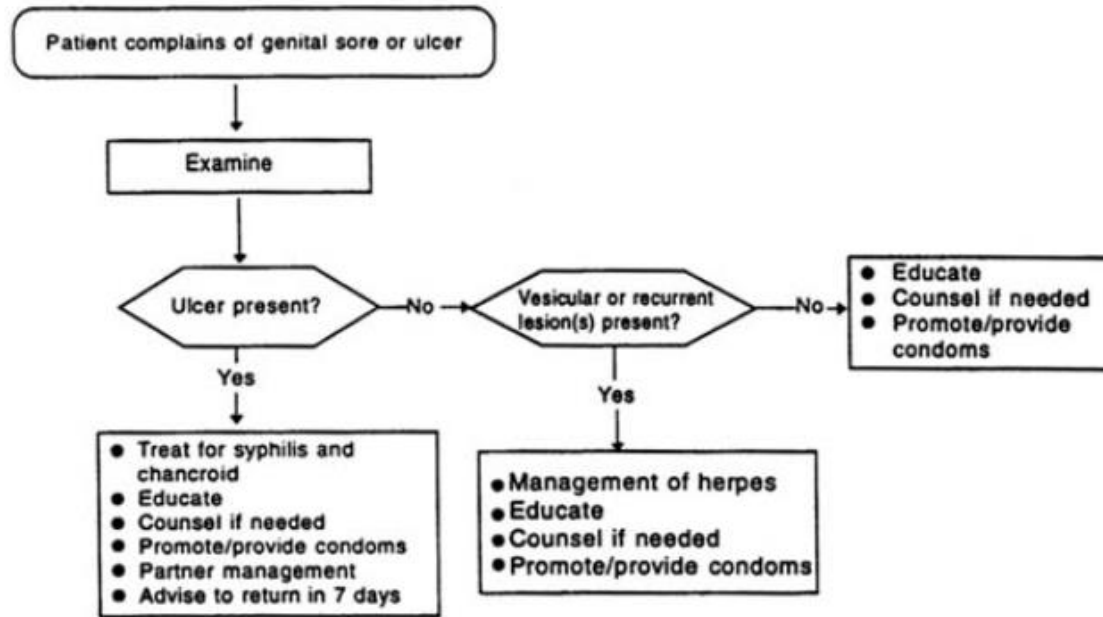 Patient complains of genital sore or ulcer
Examine
Ulcer present?
No
Vesicular or recurrent
lesion(s) present?
No
● Educate
● Counsel if needed
● Promote/provide
condoms
Yes
Yes
● Treat for syphilis and
chancroid
● Educate
● Counsel if needed
● Promote/provide condoms
● Partner management
● Advise to return in 7 days
● Management of herpes
● Educate
● Counsel if needed
● Promote/provide condoms